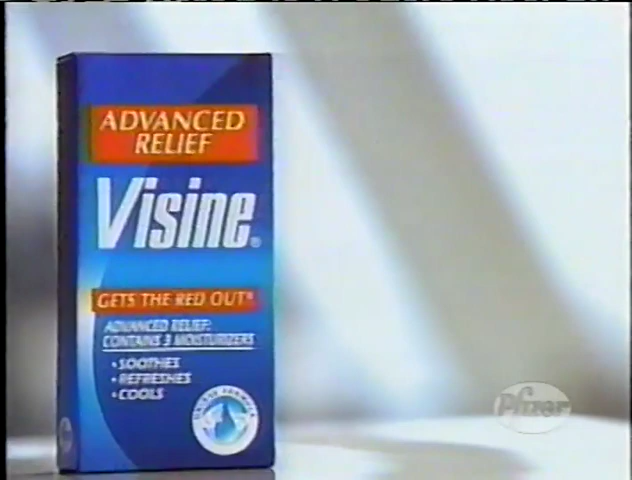 ADVANCED
RELIEF
Visine®
GETS THE RED OUT®
ADVANCED RELIEF:
CONTAINS 3 MOISTURIZERS
• SOOTHES
• REFRESHES
• COOLS
Pfizer